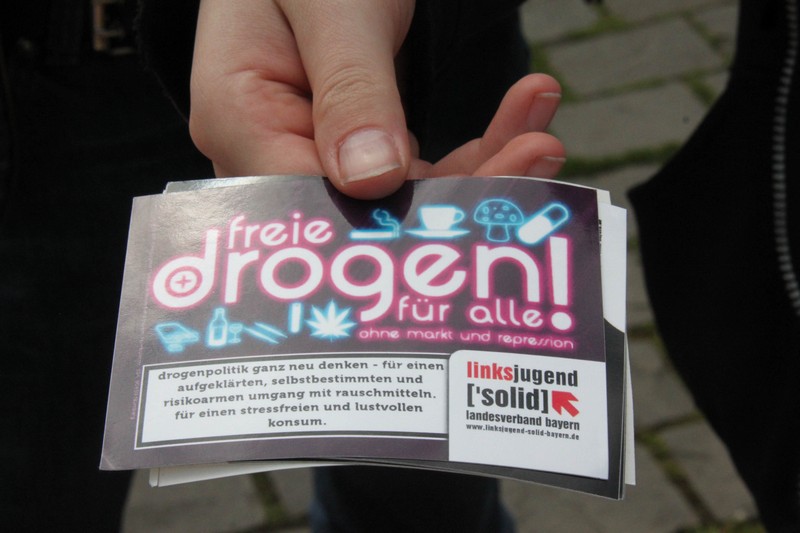 freie
drogen!
für alle
ohne markt und repression
drogenpolitik ganz neu denken - für einen
aufgeklärten, selbstbestimmten und
risikoarmen umgang mit rauschmitteln.
für einen stressfreien und lustvollen
konsum.
linksjugend
['solid]
landesverband bayern
www.linksjugend-solid-bayern.de